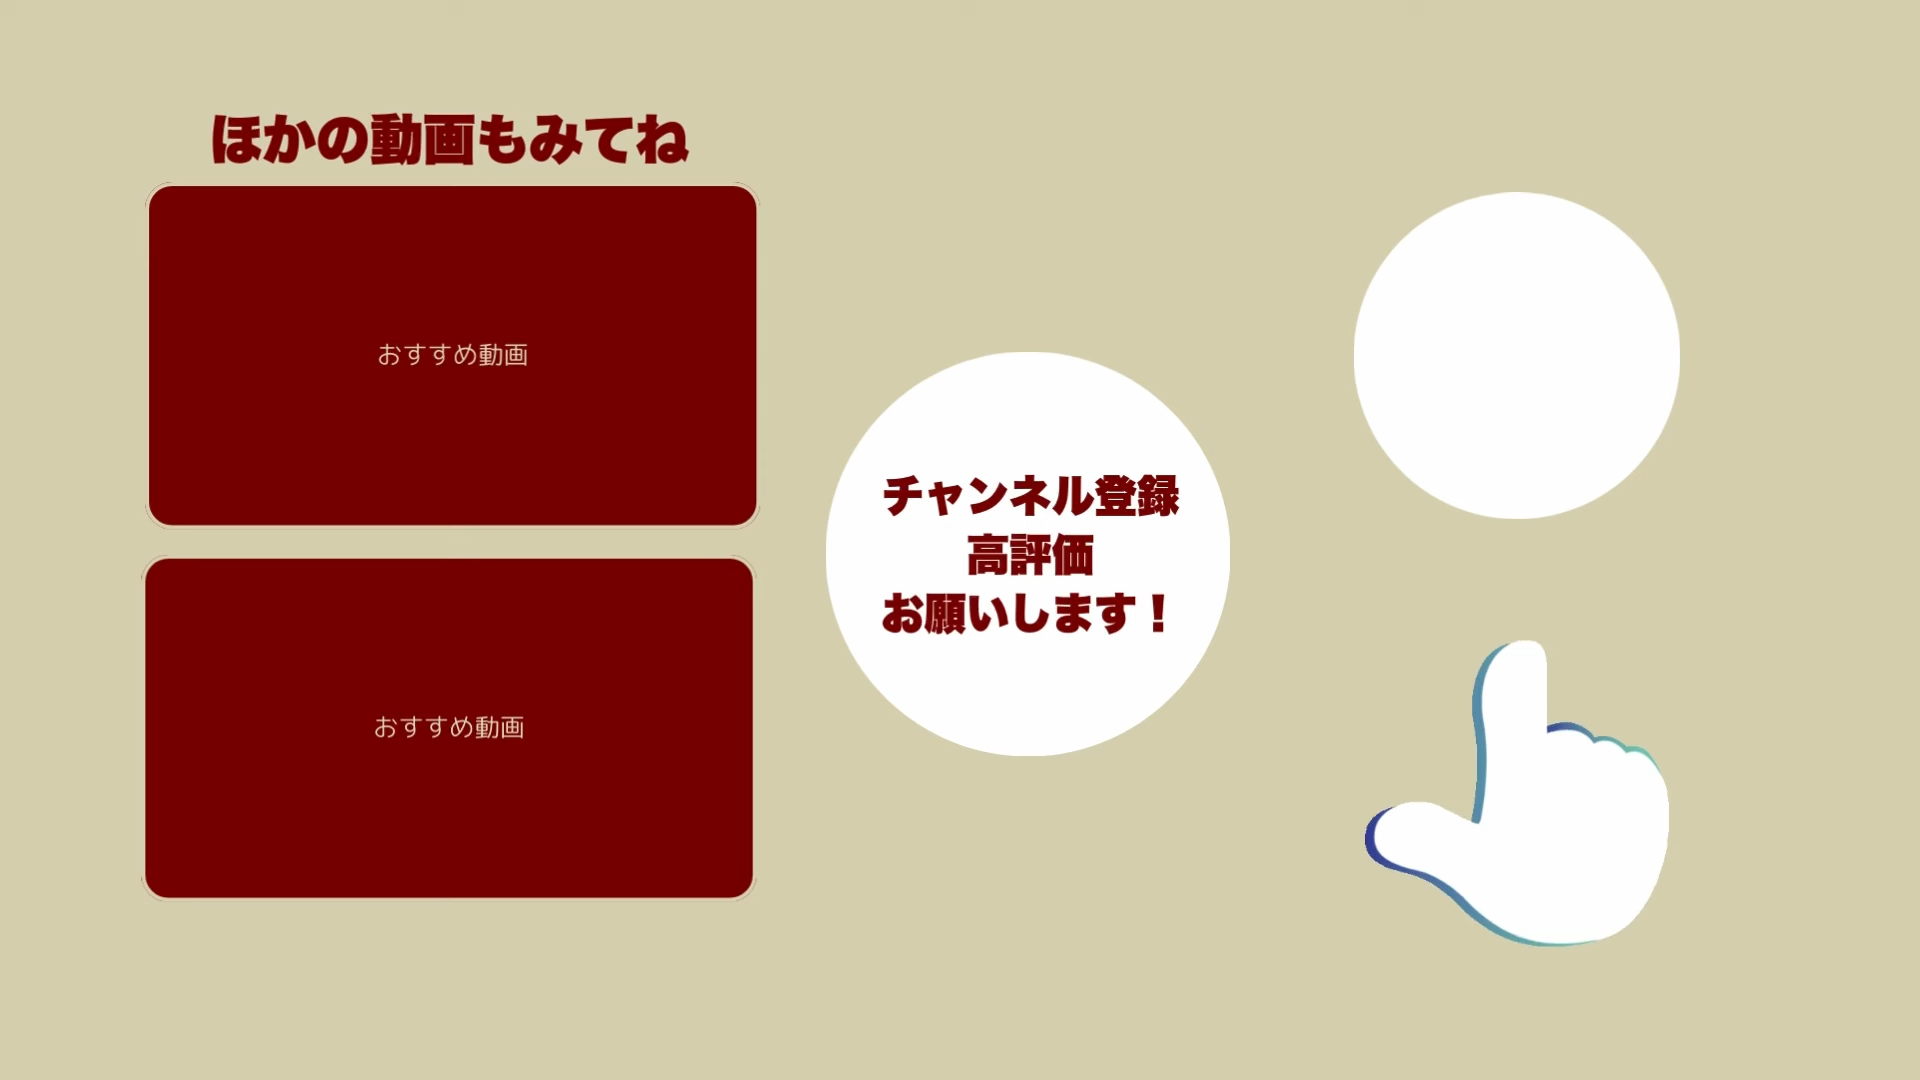 ほかの動画もみてね
おすすめ動画
おすすめ動画
チャンネル登録
高評価
お願いします！